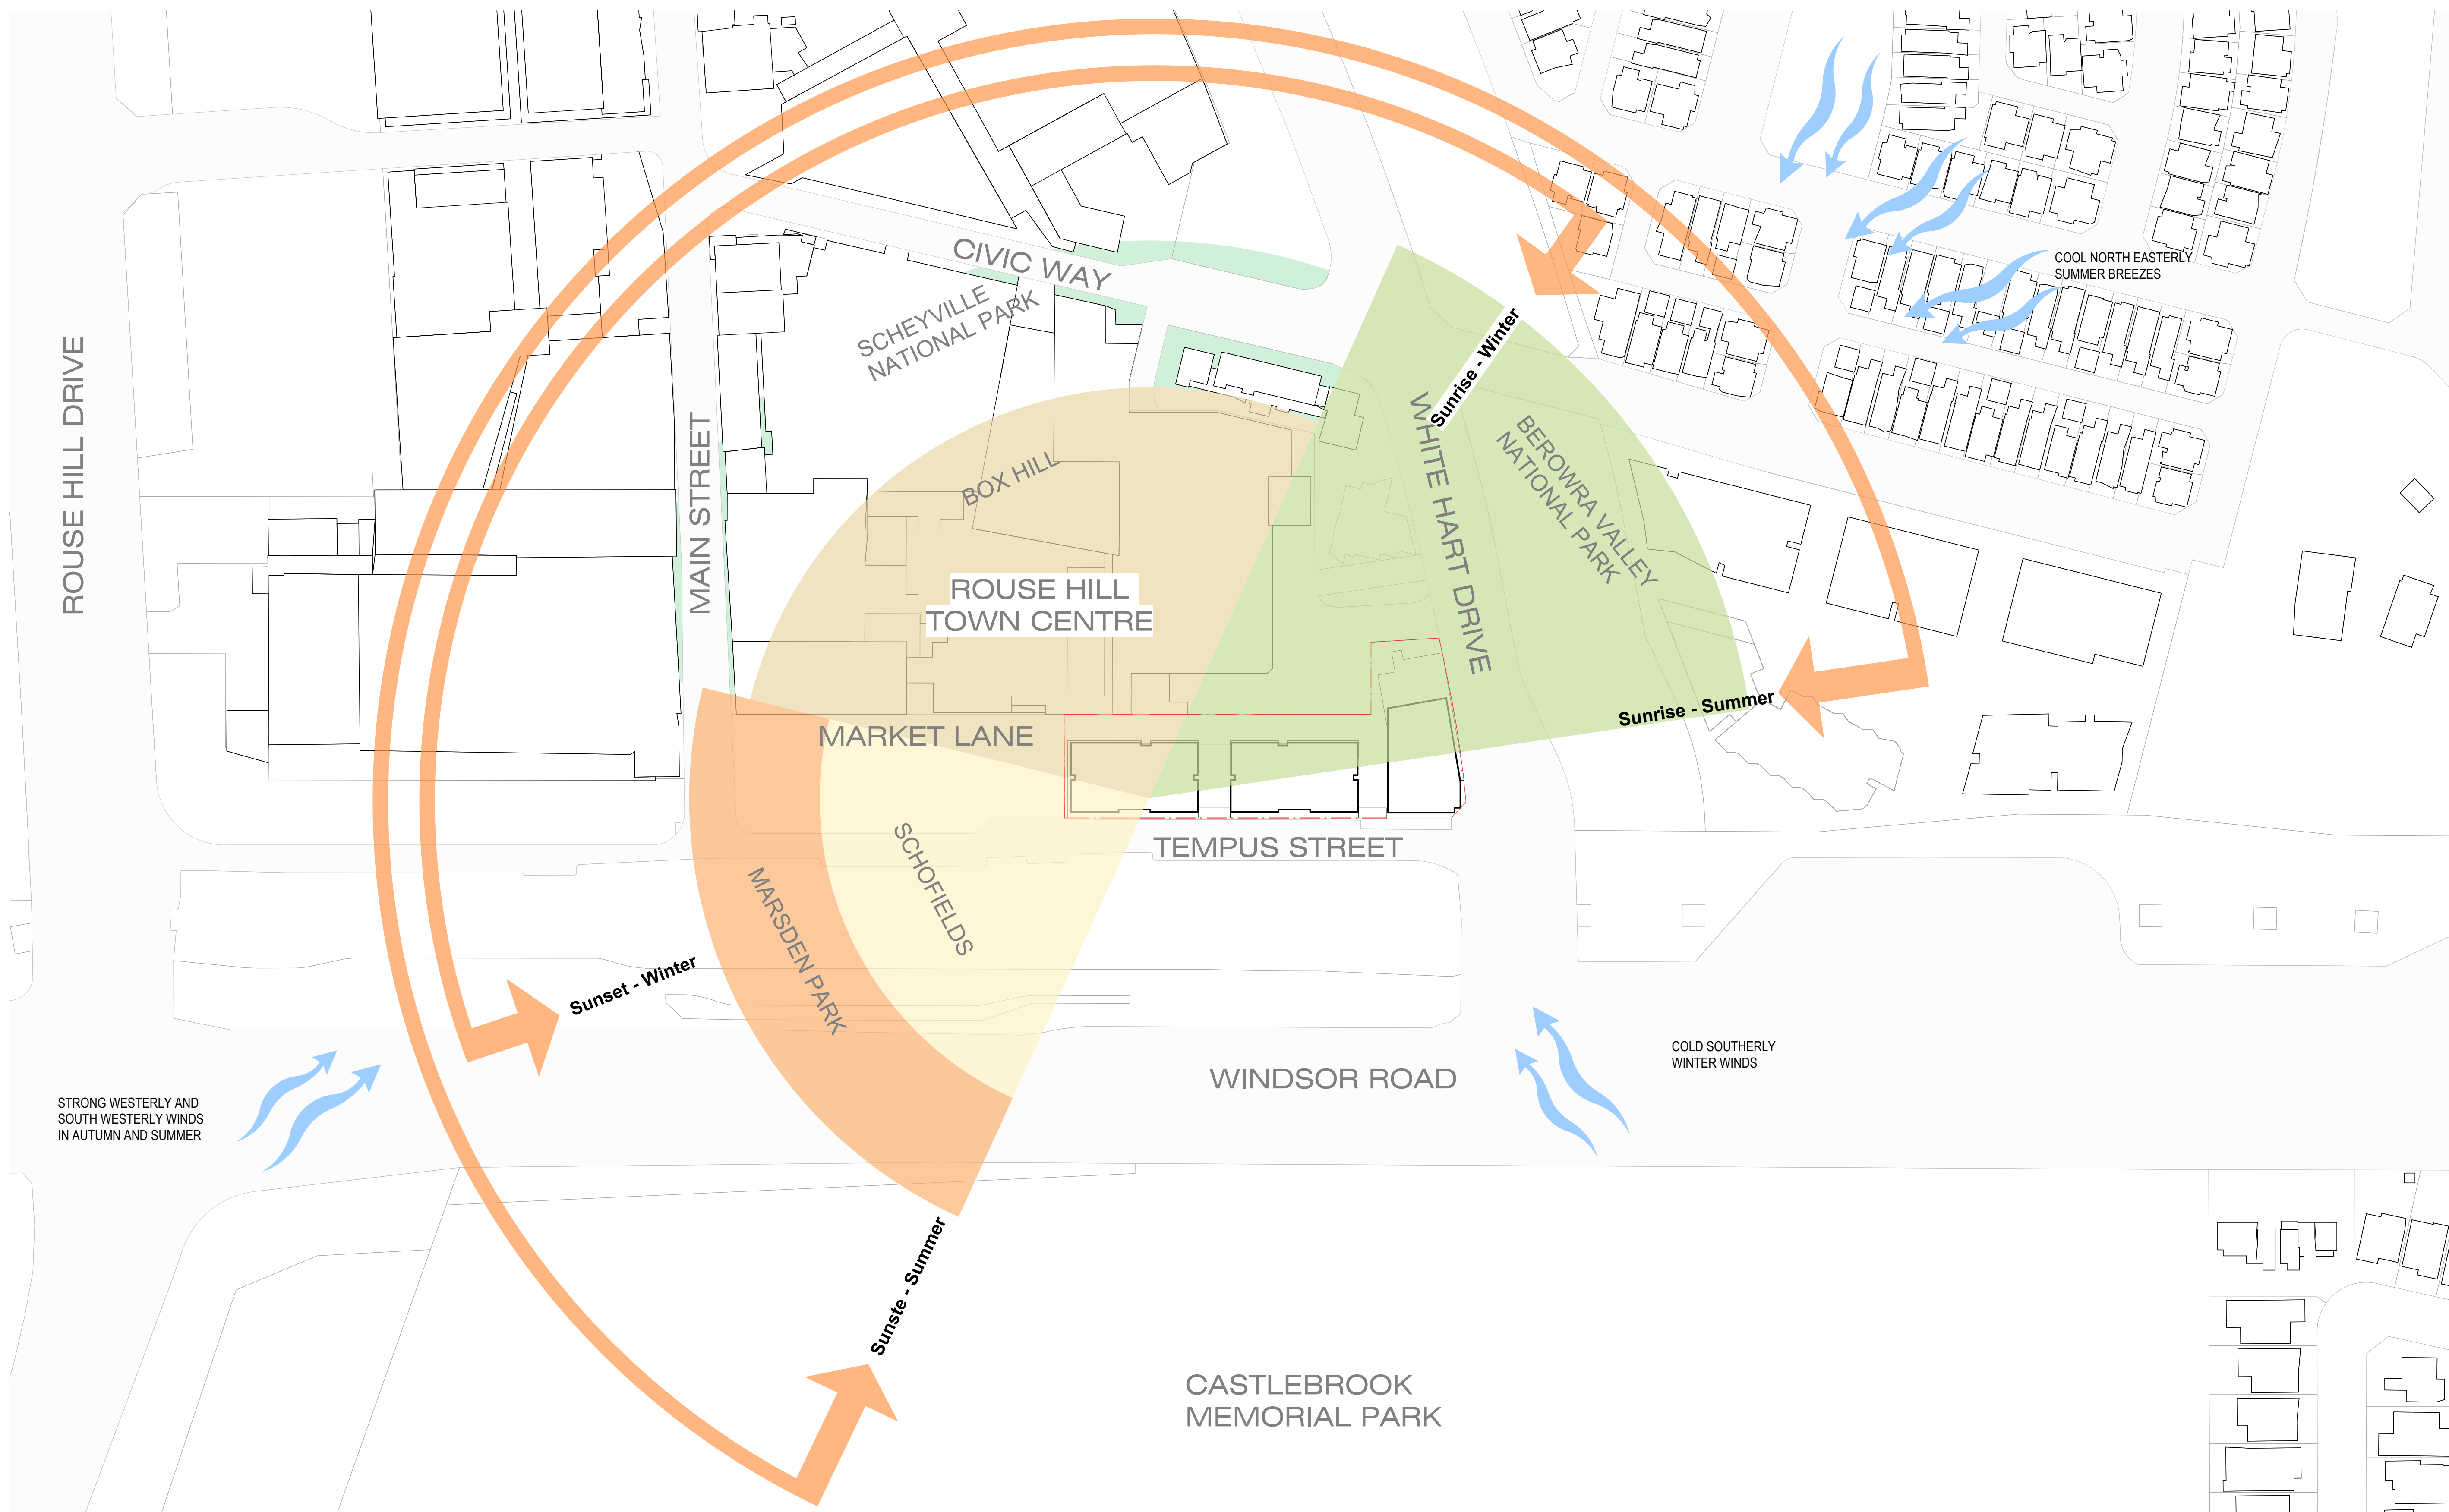 CIVIC WAY
SCHEYVILLE
NATIONAL PARK
COOL NORTH EASTERLY
SUMMER BREEZES
ROUSE HILL DRIVE
MAIN STREET
BOX HILL
Sunrise - Winter
WHITE HART DRIVE
BEROWRA VALLEY
NATIONAL PARK
ROUSE HILL
TOWN CENTRE
Sunrise - Summer
MARKET LANE
TEMPUS STREET
SCHOFIELDS
MARSDEN PARK
Sunset - Winter
COLD SOUTHERLY
WINTER WINDS
WINDSOR ROAD
STRONG WESTERLY AND
SOUTH WESTERLY WINDS
IN AUTUMN AND SUMMER
Sunste - Summer
CASTLEBROOK
MEMORIAL PARK